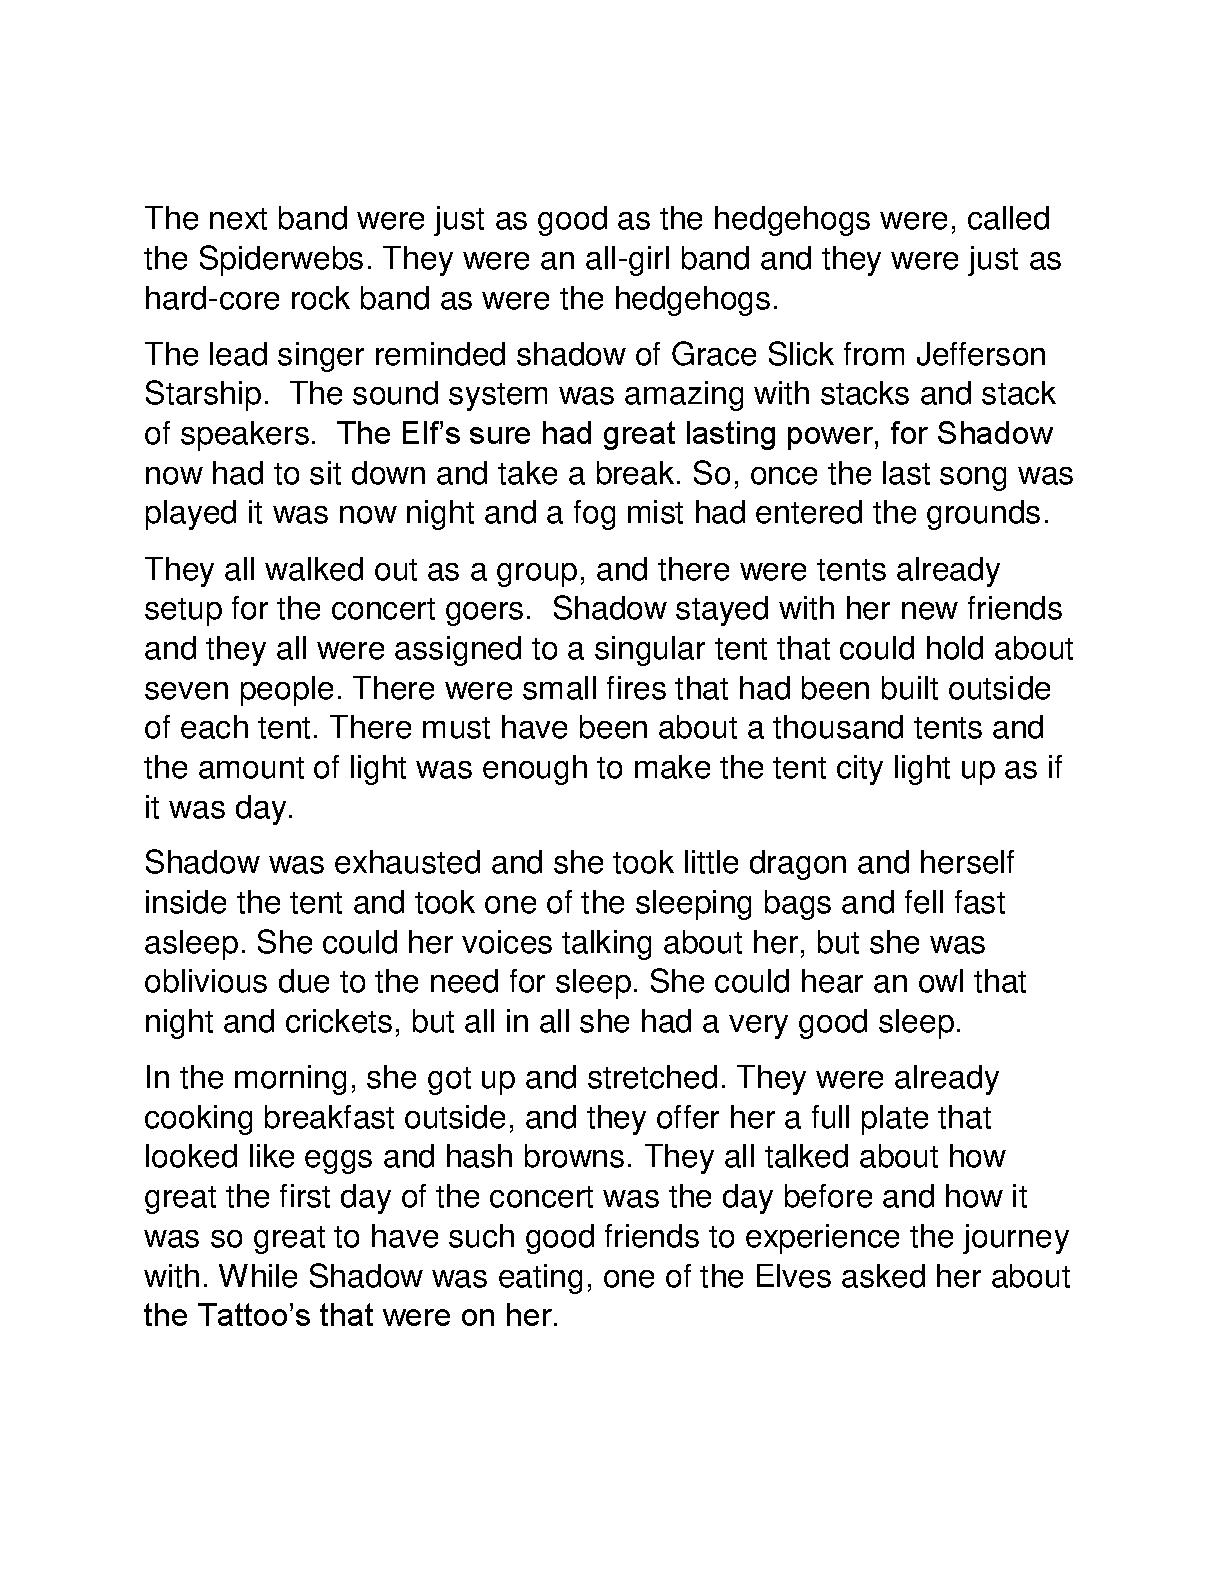 The next band were just as good as the hedgehogs were, called
the Spiderwebs. They were an all-girl band and they were just as
hard-core rock band as were the hedgehogs.
The lead singer reminded shadow of Grace Slick from Jefferson
Starship.  The sound system was amazing with stacks and stack
of speakers.  The Elf’s sure had great lasting power, for Shadow
now had to sit down and take a break. So, once the last song was
played it was now night and a fog mist had entered the grounds.
They all walked out as a group, and there were tents already
setup for the concert goers.  Shadow stayed with her new friends
and they all were assigned to a singular tent that could hold about
seven people. There were small fires that had been built outside
of each tent. There must have been about a thousand tents and
the amount of light was enough to make the tent city light up as if
it was day.
Shadow was exhausted and she took little dragon and herself
inside the tent and took one of the sleeping bags and fell fast
asleep. She could her voices talking about her, but she was
oblivious due to the need for sleep. She could hear an owl that
night and crickets, but all in all she had a very good sleep.
In the morning, she got up and stretched. They were already
cooking breakfast outside, and they offer her a full plate that
looked like eggs and hash browns. They all talked about how
great the first day of the concert was the day before and how it
was so great to have such good friends to experience the journey
with. While Shadow was eating, one of the Elves asked her about
the Tattoo’s that were on her.